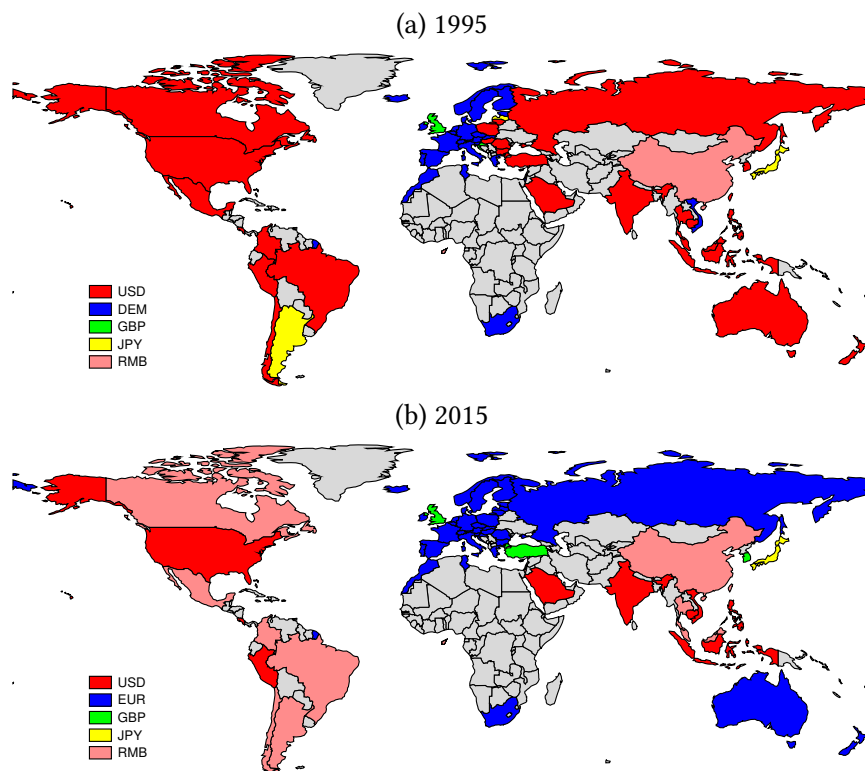 (a) 1995
USD
DEM
GBP
JPY
RMB
(b) 2015
USD
EUR
GBP
JPY
RMB